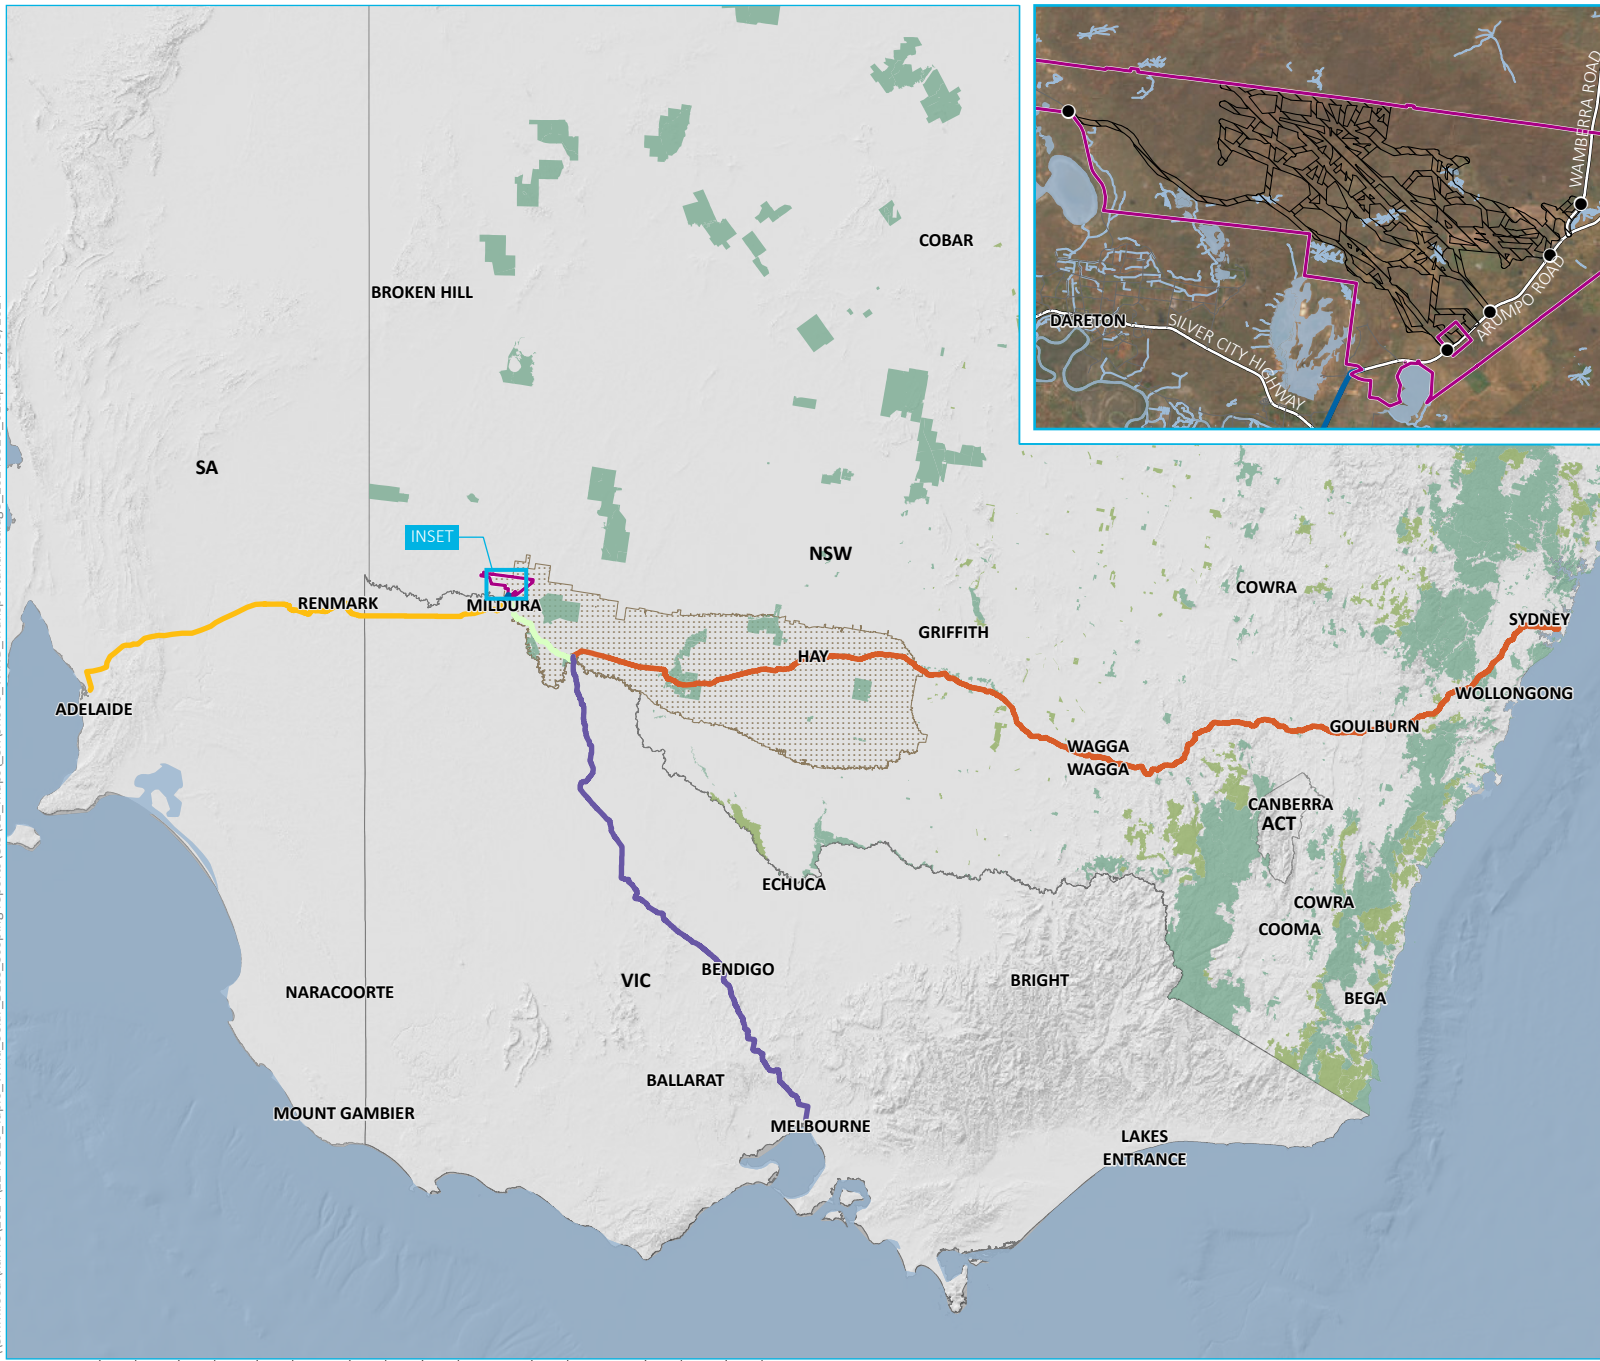 WAMBERRA ROAD
DARETON
SILVER CITY HIGHWAY
ARUMPO ROAD
COBAR
BROKEN HILL
SA
INSET
NSW
COWRA
RENMARK
MILDURA
SYDNEY
GRIFFITH
HAY
WOLLONGONG
ADELAIDE
GOULBURN
WAGGA
WAGGA
CANBERRA
ACT
ECHUCA
COWRA
COOMA
BENDIGO
VIC
BRIGHT
NARACOORTE
BEGA
BALLARAT
MOUNT GAMBIER
MELBOURNE
LAKES
ENTRANCE